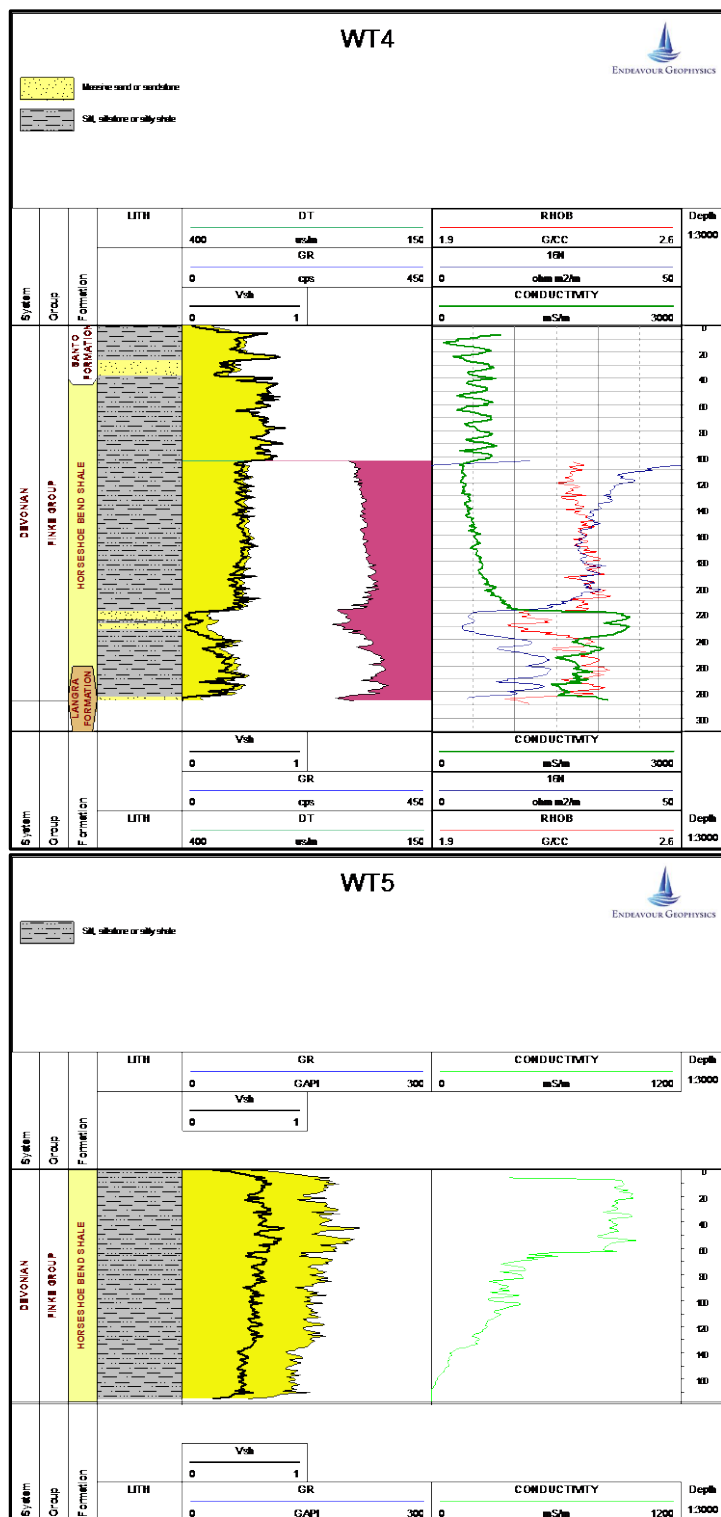 WT4
ENDEAVOUR GEOPHYSICS
Massive sand or sandstone
Silt, siltstone or silty shale
System
Group
Formation
LITH
DT
400 us/m 150
GR
0 cps 450
Vsh
0 1
RHOB
1.9 G/CC 2.6
16N
0 ohm m2/m 50
CONDUCTIVITY
0 mS/m 3000
Depth
1:3000
DEVONIAN
FINKE GROUP
SANTO FORMATION
HORSESHOE BEND SHALE
LANGRA FORMATION
0
20
40
60
80
100
120
140
160
180
200
220
240
260
280
300
Vsh
0 1
GR
0 cps 450
DT
400 us/m 150
CONDUCTIVITY
0 mS/m 3000
16N
0 ohm m2/m 50
RHOB
1.9 G/CC 2.6
System
Group
Formation
LITH
Depth
1:3000
WT5
ENDEAVOUR GEOPHYSICS
Silt, siltstone or silty shale
System
Group
Formation
LITH
GR
0 GAPI 300
Vsh
0 1
CONDUCTIVITY
0 mS/m 1200
Depth
1:3000
DEVONIAN
FINKE GROUP
HORSESHOE BEND SHALE
0
20
40
60
80
100
120
140
160
Vsh
0 1
System
Group
Formation
LITH
GR
0 GAPI 300
CONDUCTIVITY
0 mS/m 1200
Depth
1:3000